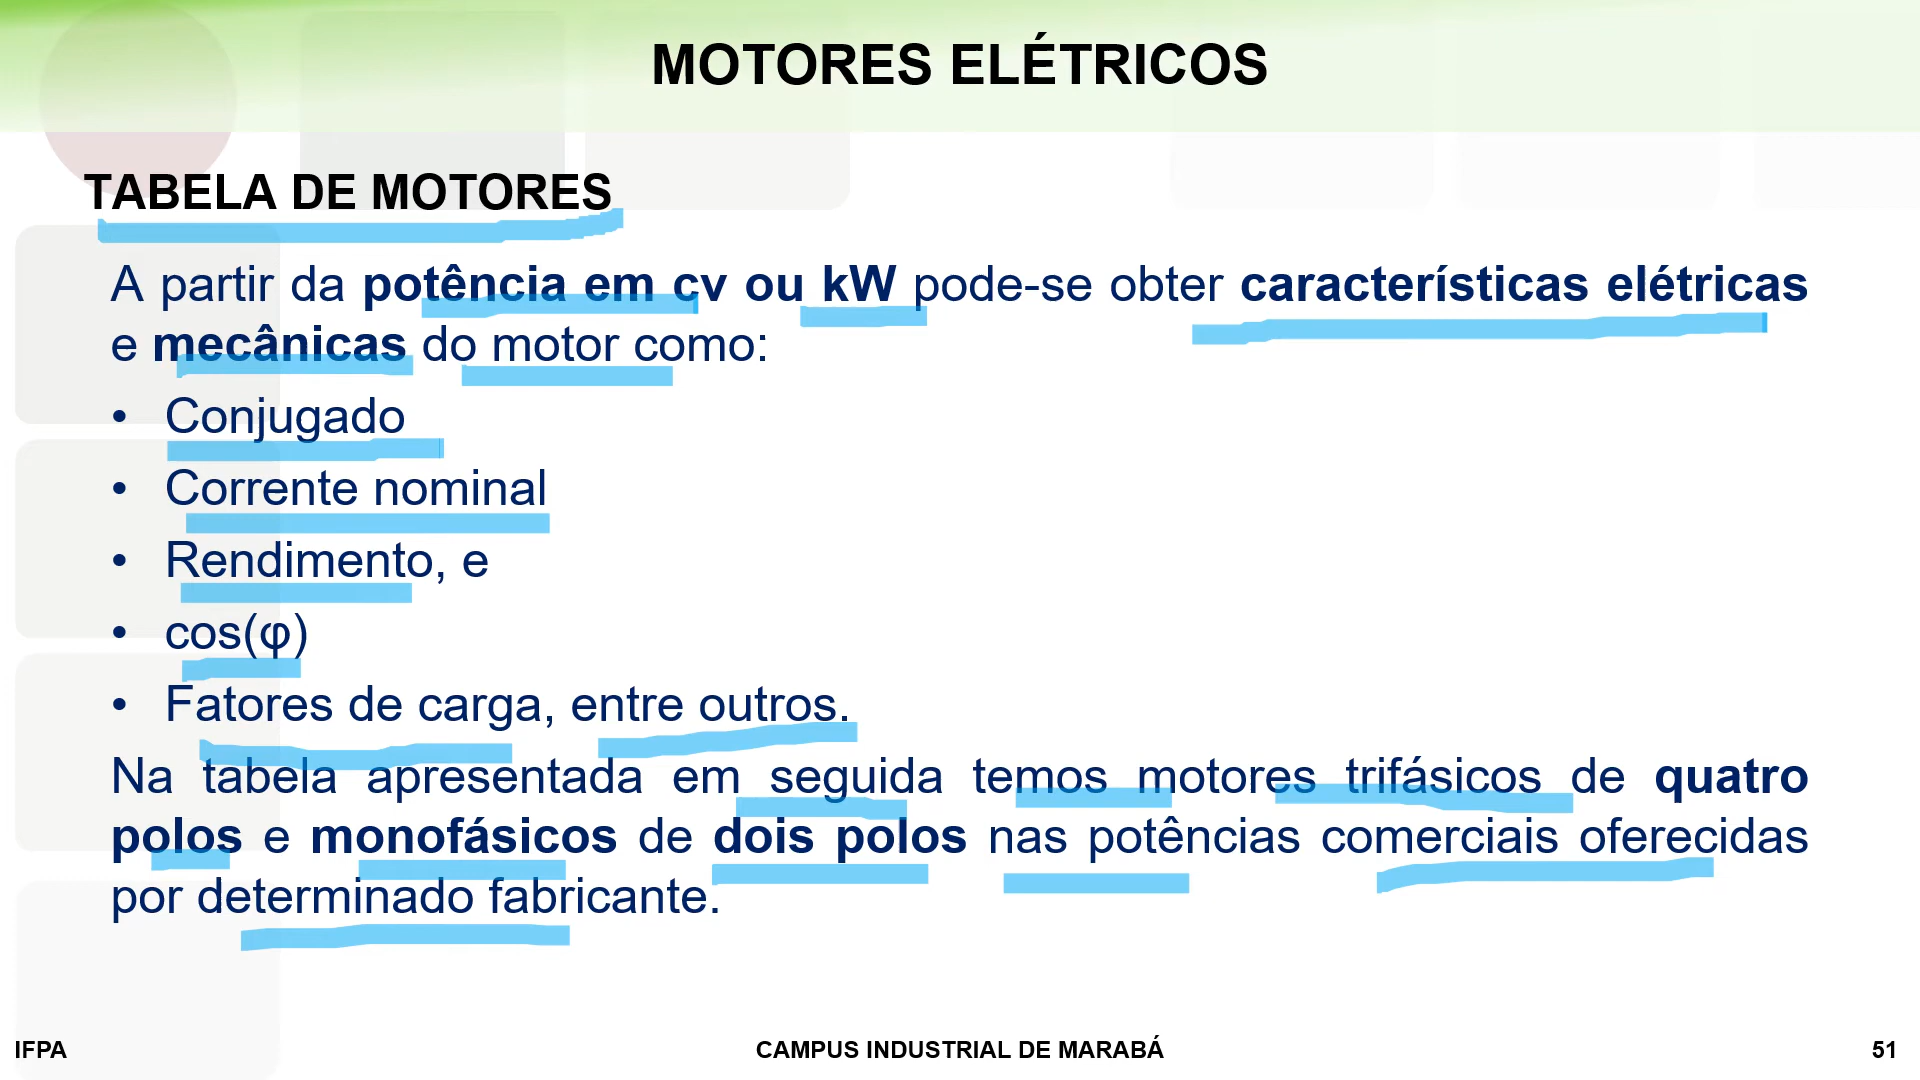 MOTORES ELÉTRICOS
TABELA DE MOTORES
A partir da potência em cv ou kW pode-se obter características elétricas
e mecânicas do motor como:
• Conjugado
• Corrente nominal
• Rendimento, e
• cos(φ)
• Fatores de carga, entre outros.
Na tabela apresentada em seguida temos motores trifásicos de quatro
polos e monofásicos de dois polos nas potências comerciais oferecidas
por determinado fabricante.
IFPA CAMPUS INDUSTRIAL DE MARABÁ 51